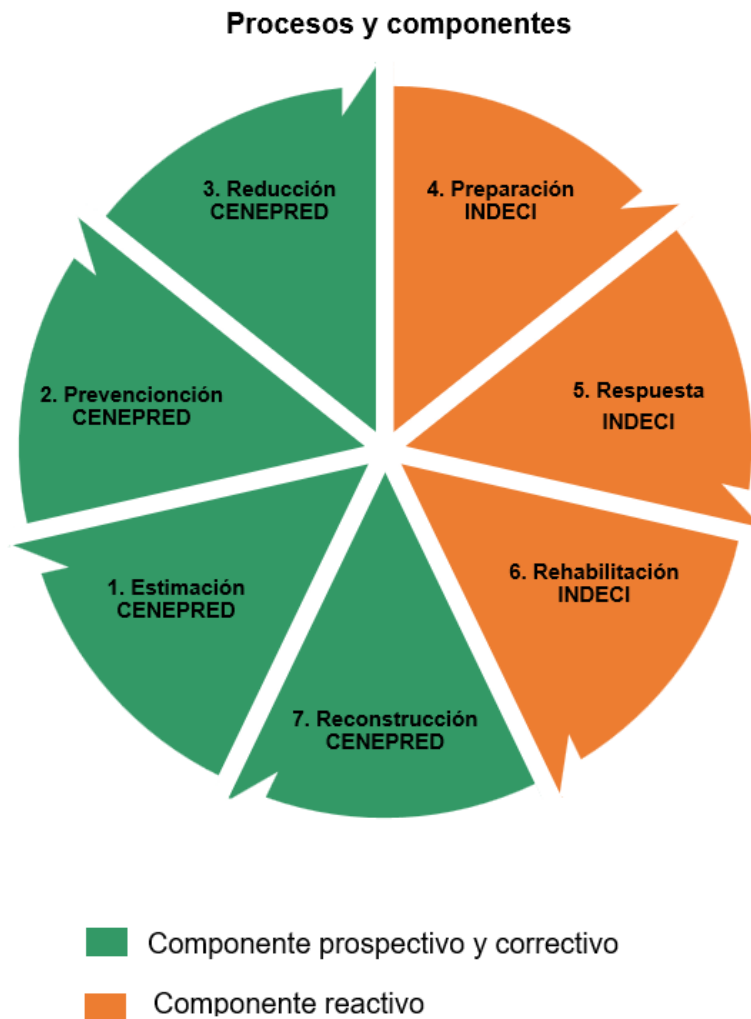 Procesos y componentes
3. Reducción
CENEPRED
4. Preparación
INDECI
2. Prevencionción
CENEPRED
5. Respuesta
INDECI
1. Estimación
CENEPRED
6. Rehabilitación
INDECI
7. Reconstrucción
CENEPRED
Componente prospectivo y correctivo
Componente reactivo